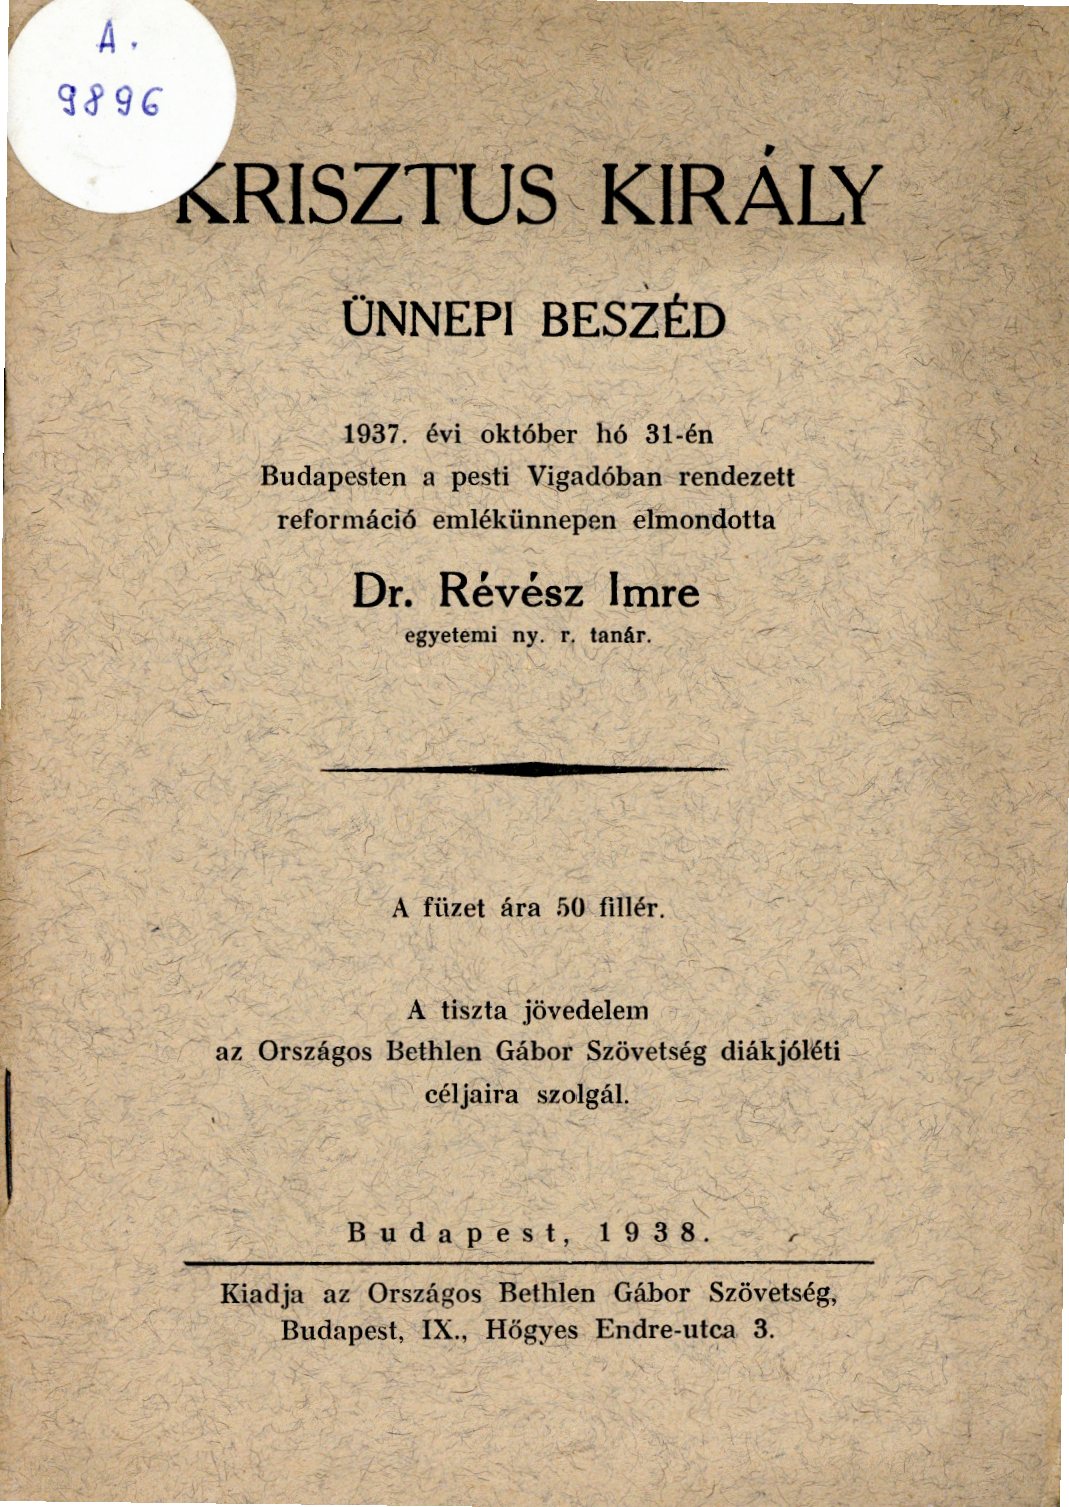 A.
9896
KRISZTUS KIRÁLY
ÜNNEPI BESZÉD
1937. évi október hó 31-én
Budapesten a pesti Vigadóban rendezett
reformáció emlékünnepen elmondotta
Dr. Révész Imre
egyetemi ny. r. tanár.
A füzet ára 50 fillér.
A tiszta jövedelem
az Országos Bethlen Gábor Szövetség diákjóléti
céljaira szolgál.
Budapest, 1938.
Kiadja az Országos Bethlen Gábor Szövetség,
Budapest, IX., Hőgyes Endre-utca 3.